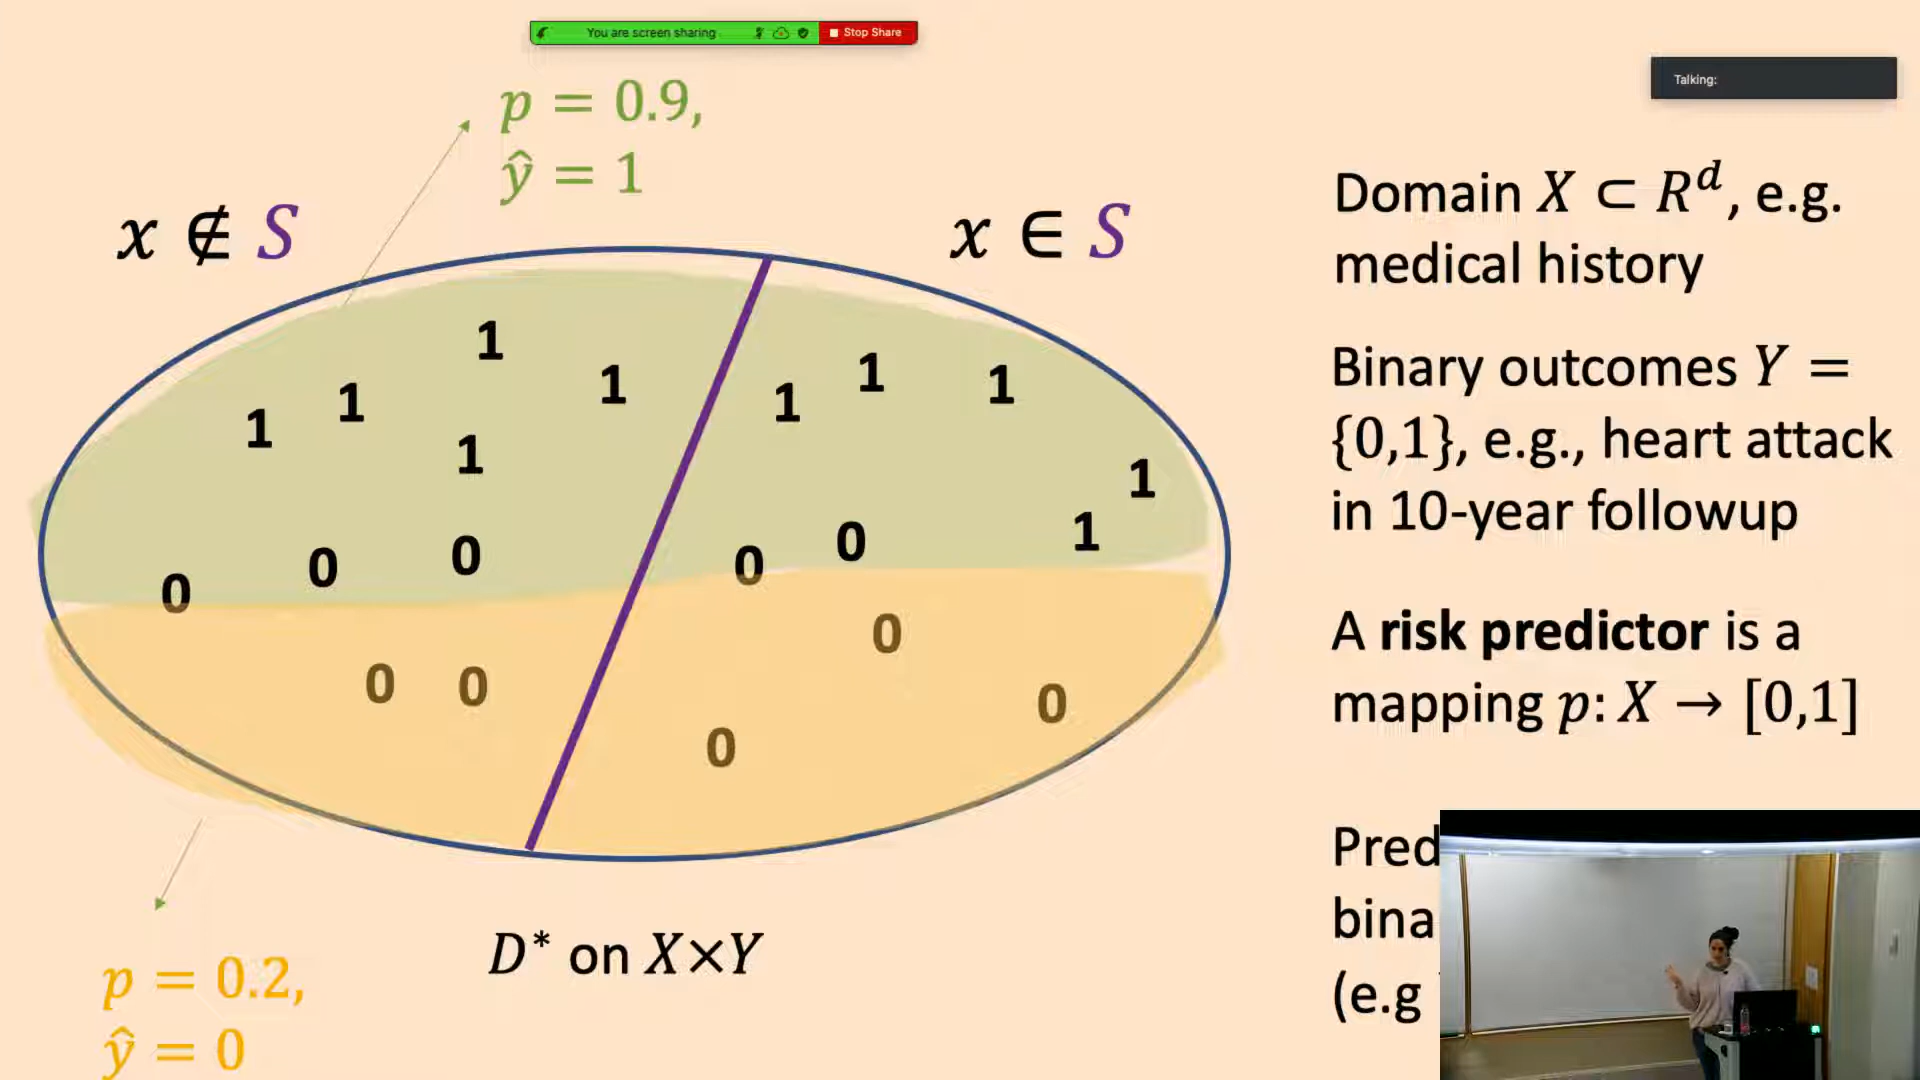 You are screen sharing
Stop Share
Talking:
p = 0.9,
ŷ = 1
x ∉ S
x ∈ S
1
1 1 1 1 1
1 1 1
1
0 0 0 0 0 1
0
0 0
0
0
D* on X×Y
p = 0.2,
ŷ = 0
Domain X ⊂ R^d, e.g.
medical history
Binary outcomes Y =
{0,1}, e.g., heart attack
in 10-year followup
A risk predictor is a
mapping p: X → [0,1]
Pred
bina
(e.g